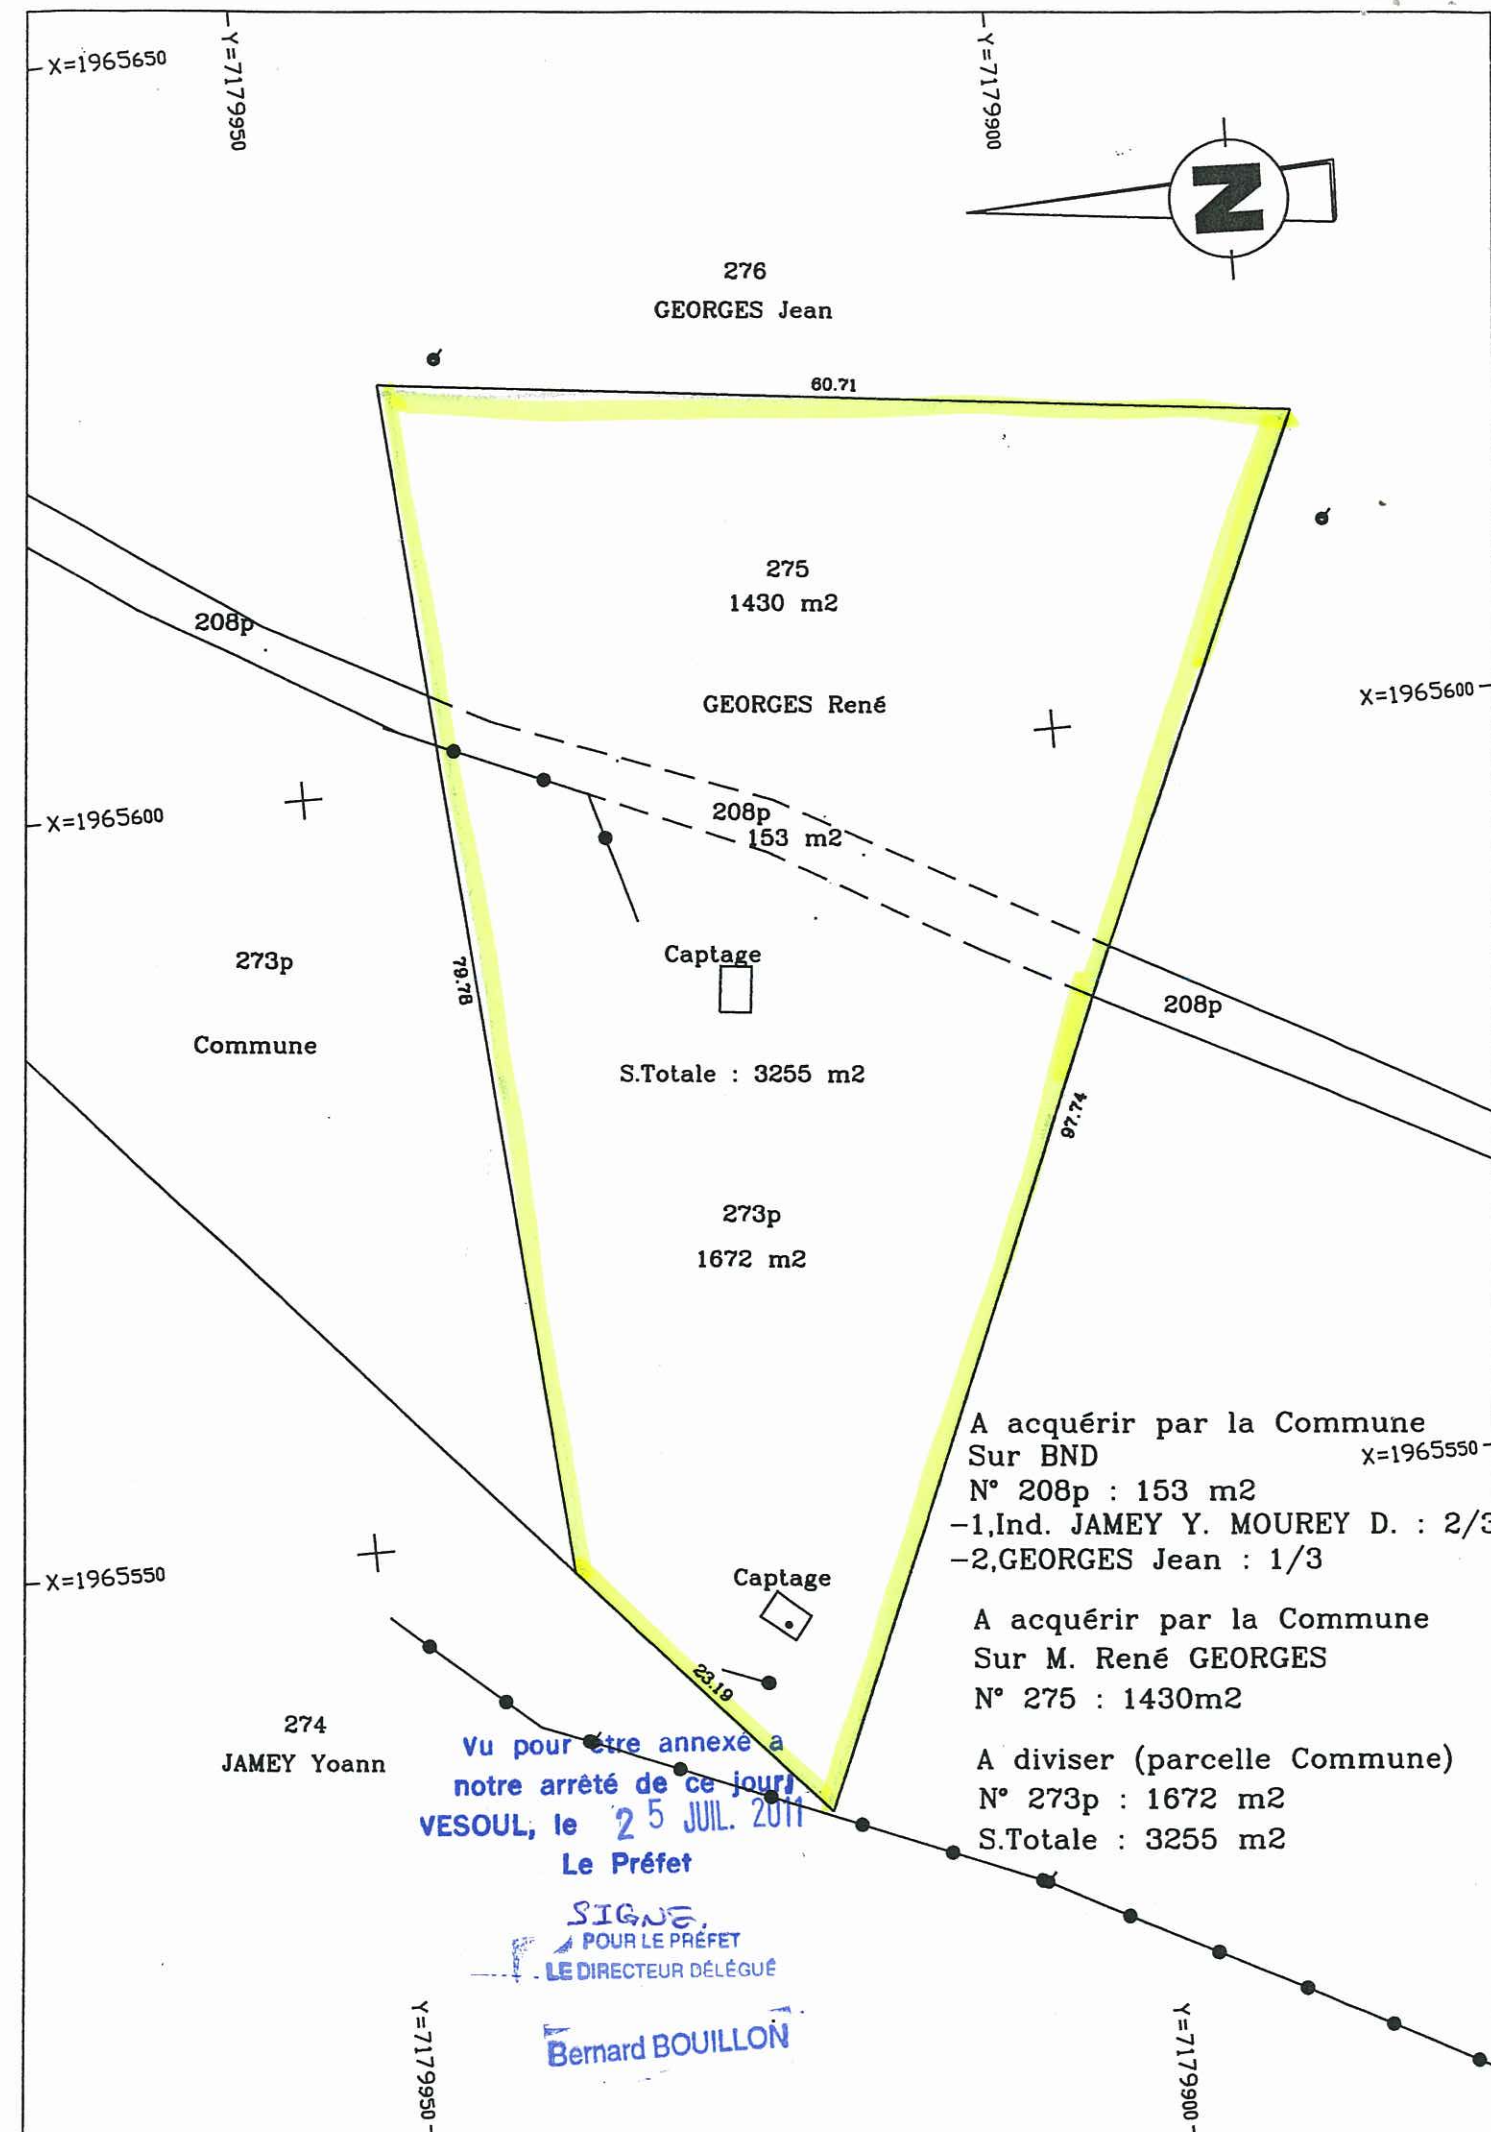 X=1965650
Y=7179950
Y=7179900
N
276
GEORGES Jean
60.71
275
1430 m2
208p
GEORGES René
X=1965600
208p
153 m2
X=1965600
Captage
273p
79.78
208p
Commune
S.Totale : 3255 m2
97.74
273p
1672 m2
A acquérir par la Commune
Sur BND
X=1965550
N° 208p : 153 m2
-1,Ind. JAMEY Y. MOUREY D. : 2/3
-2,GEORGES Jean : 1/3
X=1965550
Captage
A acquérir par la Commune
Sur M. René GEORGES
N° 275 : 1430m2
23.19
274
JAMEY Yoann
A diviser (parcelle Commune)
N° 273p : 1672 m2
S.Totale : 3255 m2
Vu pour être annexé a
notre arrêté de ce jour
VESOUL, le 25 JUIL. 2011
Le Préfet
SIGNE.
POUR LE PRÉFET
LE DIRECTEUR DÉLÉGUÉ
Bernard BOUILLON
Y=7179950
Y=7179900